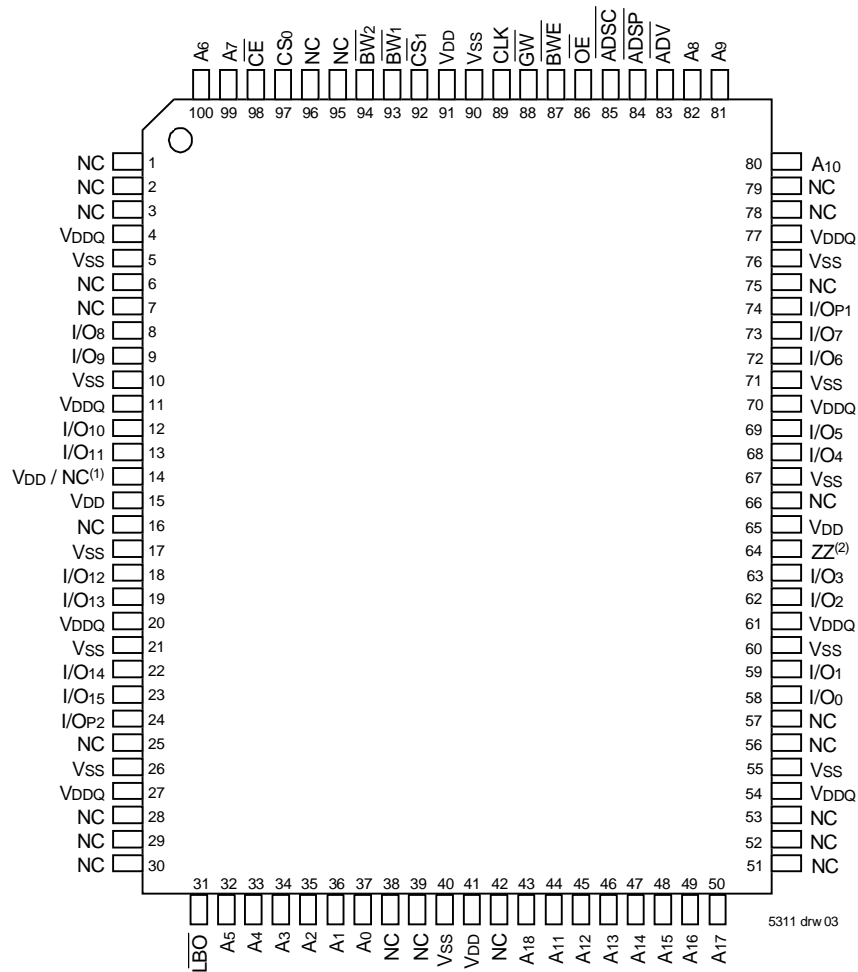 A6 A7 CE CS0 NC NC BW2 BW1 CS1 VDD VSS CLK GW BWE OE ADSC ADSP ADV A8 A9
100 99 98 97 96 95 94 93 92 91 90 89 88 87 86 85 84 83 82 81
NC 1 80 A10
NC 2 79 NC
NC 3 78 NC
VDDQ 4 77 VDDQ
VSS 5 76 VSS
NC 6 75 NC
NC 7 74 I/OP1
I/O8 8 73 I/O7
I/O9 9 72 I/O6
VSS 10 71 VSS
VDDQ 11 70 VDDQ
I/O10 12 69 I/O5
I/O11 13 68 I/O4
VDD / NC(1) 14 67 VSS
VDD 15 66 NC
NC 16 65 VDD
VSS 17 64 ZZ(2)
I/O12 18 63 I/O3
I/O13 19 62 I/O2
VDDQ 20 61 VDDQ
VSS 21 60 VSS
I/O14 22 59 I/O1
I/O15 23 58 I/O0
I/OP2 24 57 NC
NC 25 56 NC
VSS 26 55 VSS
VDDQ 27 54 VDDQ
NC 28 53 NC
NC 29 52 NC
NC 30 51 NC
31 32 33 34 35 36 37 38 39 40 41 42 43 44 45 46 47 48 49 50
LBO A5 A4 A3 A2 A1 A0 NC NC VSS VDD NC A18 A11 A12 A13 A14 A15 A16 A17
5311 drw 03